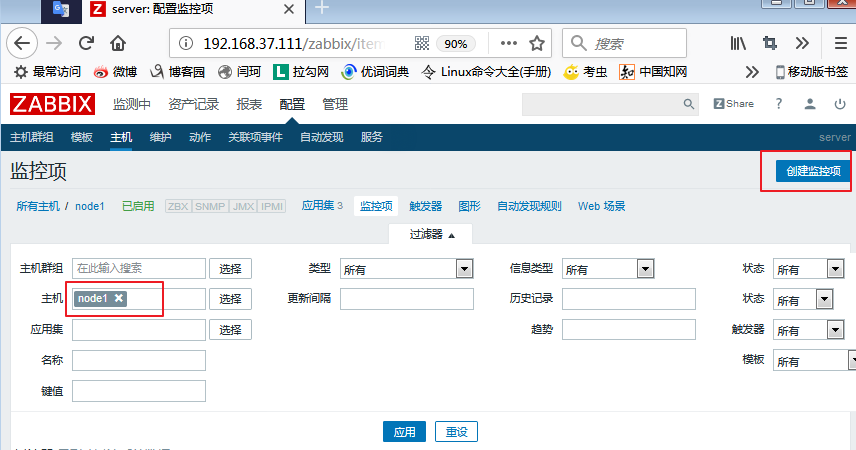 server: 配置监控项
192.168.37.111/zabbix/item
90%
搜索
最常访问 微博 博客园 闫珂 拉勾网 优词词典 Linux命令大全(手册) 考虫 中国知网 移动版书签
ZABBIX 监测中 资产记录 报表 配置 管理 Z Share ?
主机群组 模板 主机 维护 动作 关联项事件 自动发现 服务 server
监控项 创建监控项
所有主机 / node1 已启用 ZBX SNMP JMX IPMI 应用集 3 监控项 触发器 图形 自动发现规则 Web 场景
过滤器
主机群组 在此输入搜索 选择 类型 所有 信息类型 所有 状态 所有
主机 node1 选择 更新间隔 历史记录 状态 所有
应用集 选择 趋势 触发器 所有
名称 模板 所有
键值
应用 重设